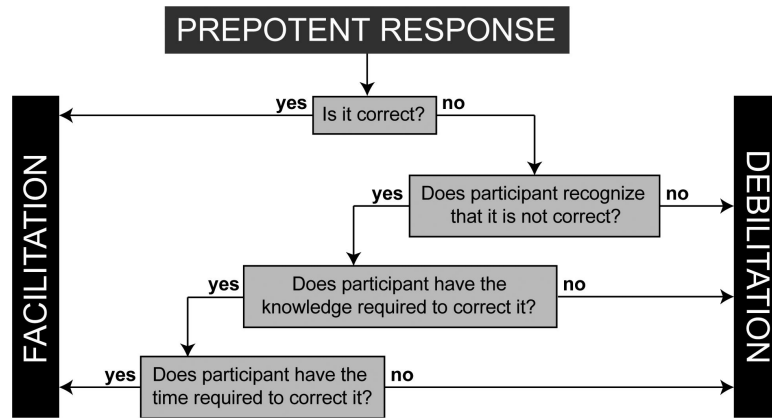 PREPOTENT RESPONSE
yes
Is it correct?
no
FACILITATION
DEBILITATION
yes
Does participant recognize
that it is not correct?
no
yes
Does participant have the
knowledge required to correct it?
no
yes
Does participant have the
time required to correct it?
no